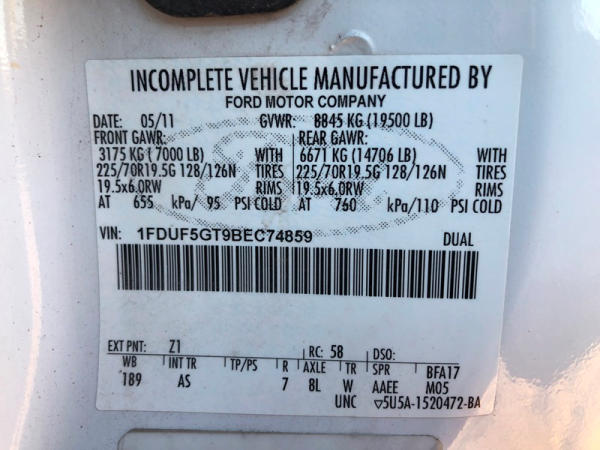 INCOMPLETE VEHICLE MANUFACTURED BY
FORD MOTOR COMPANY
DATE: 05/11 GVWR: 8845 KG (19500 LB)
FRONT GAWR: REAR GAWR:
3175 KG (7000 LB) WITH 6671 KG (14706 LB) WITH
225/70R19.5G 128/126N TIRES 225/70R19.5G 128/126N TIRES
19.5x6.0RW RIMS 19.5x6.0RW RIMS
AT 655 kPa/ 95 PSI COLD AT 760 kPa/110 PSI COLD
VIN: 1FDUF5GT9BEC74859 DUAL
EXT PNT: Z1 RC: 58 DSO:
WB INT TR TP/PS R AXLE TR SPR BFA17
189 AS 7 8L W AAEE M05
UNC ▽5U5A-1520472-BA